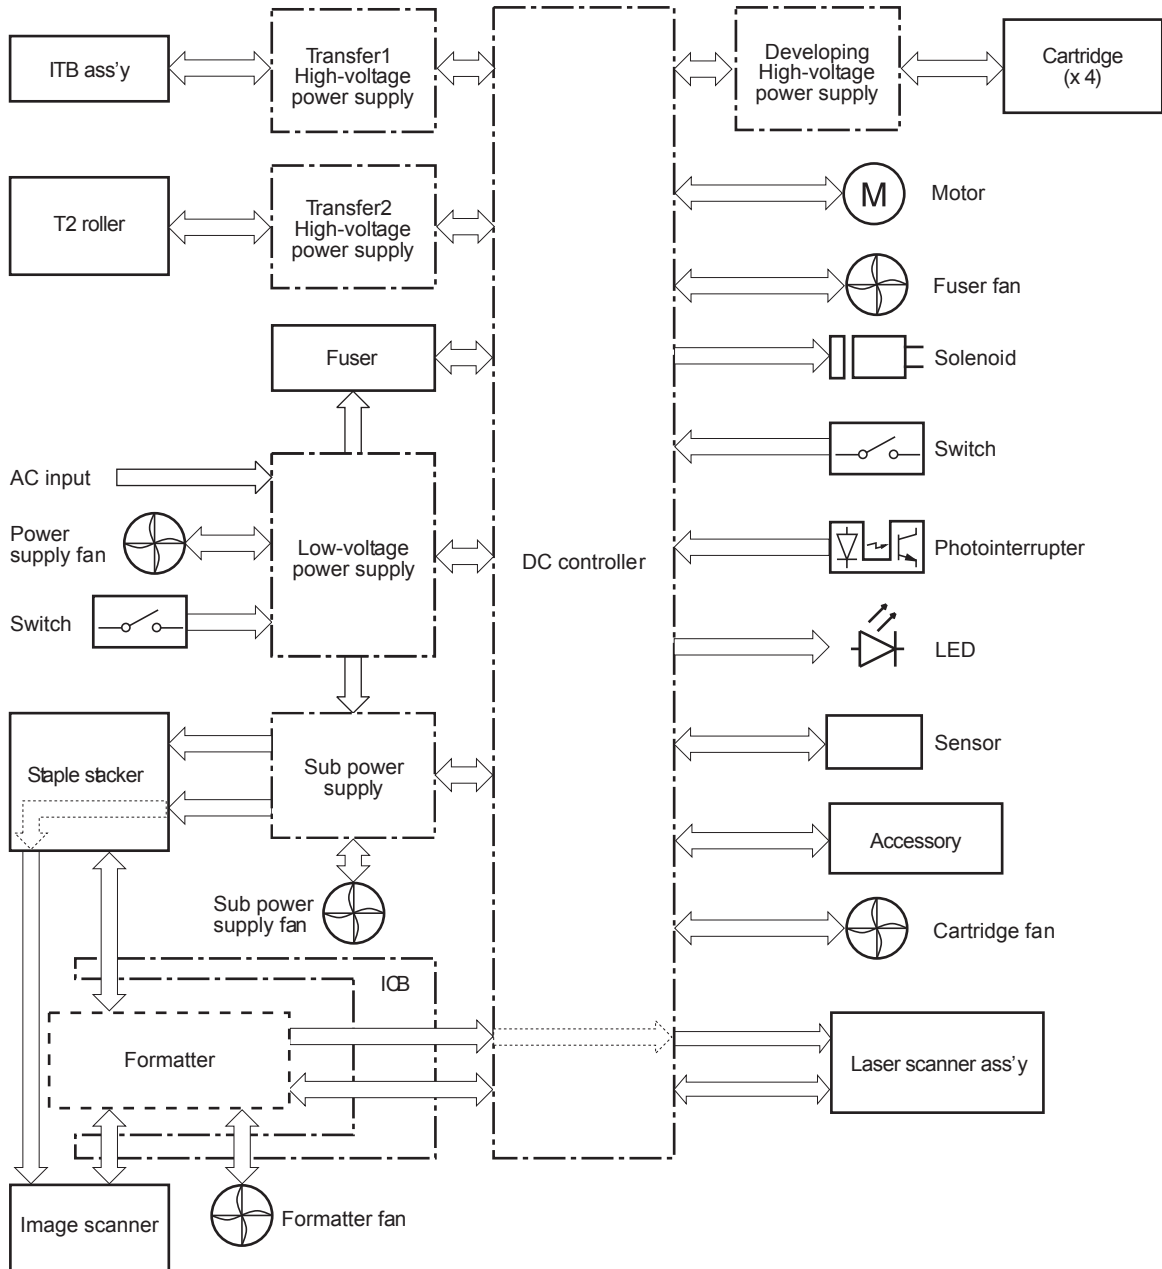 ITB ass'y
Transfer1
High-voltage
power supply
Developing
High-voltage
power supply
Cartridge
(x 4)
T2 roller
Transfer2
High-voltage
power supply
M
Motor
Fuser fan
Fuser
Solenoid
AC input
Switch
Power
supply fan
Low-voltage
power supply
DC controller
Photointerrupter
Switch
LED
Staple stacker
Sub power
supply
Sensor
Accessory
Sub power
supply fan
Cartridge fan
ICB
Formatter
Laser scanner ass'y
Image scanner
Formatter fan